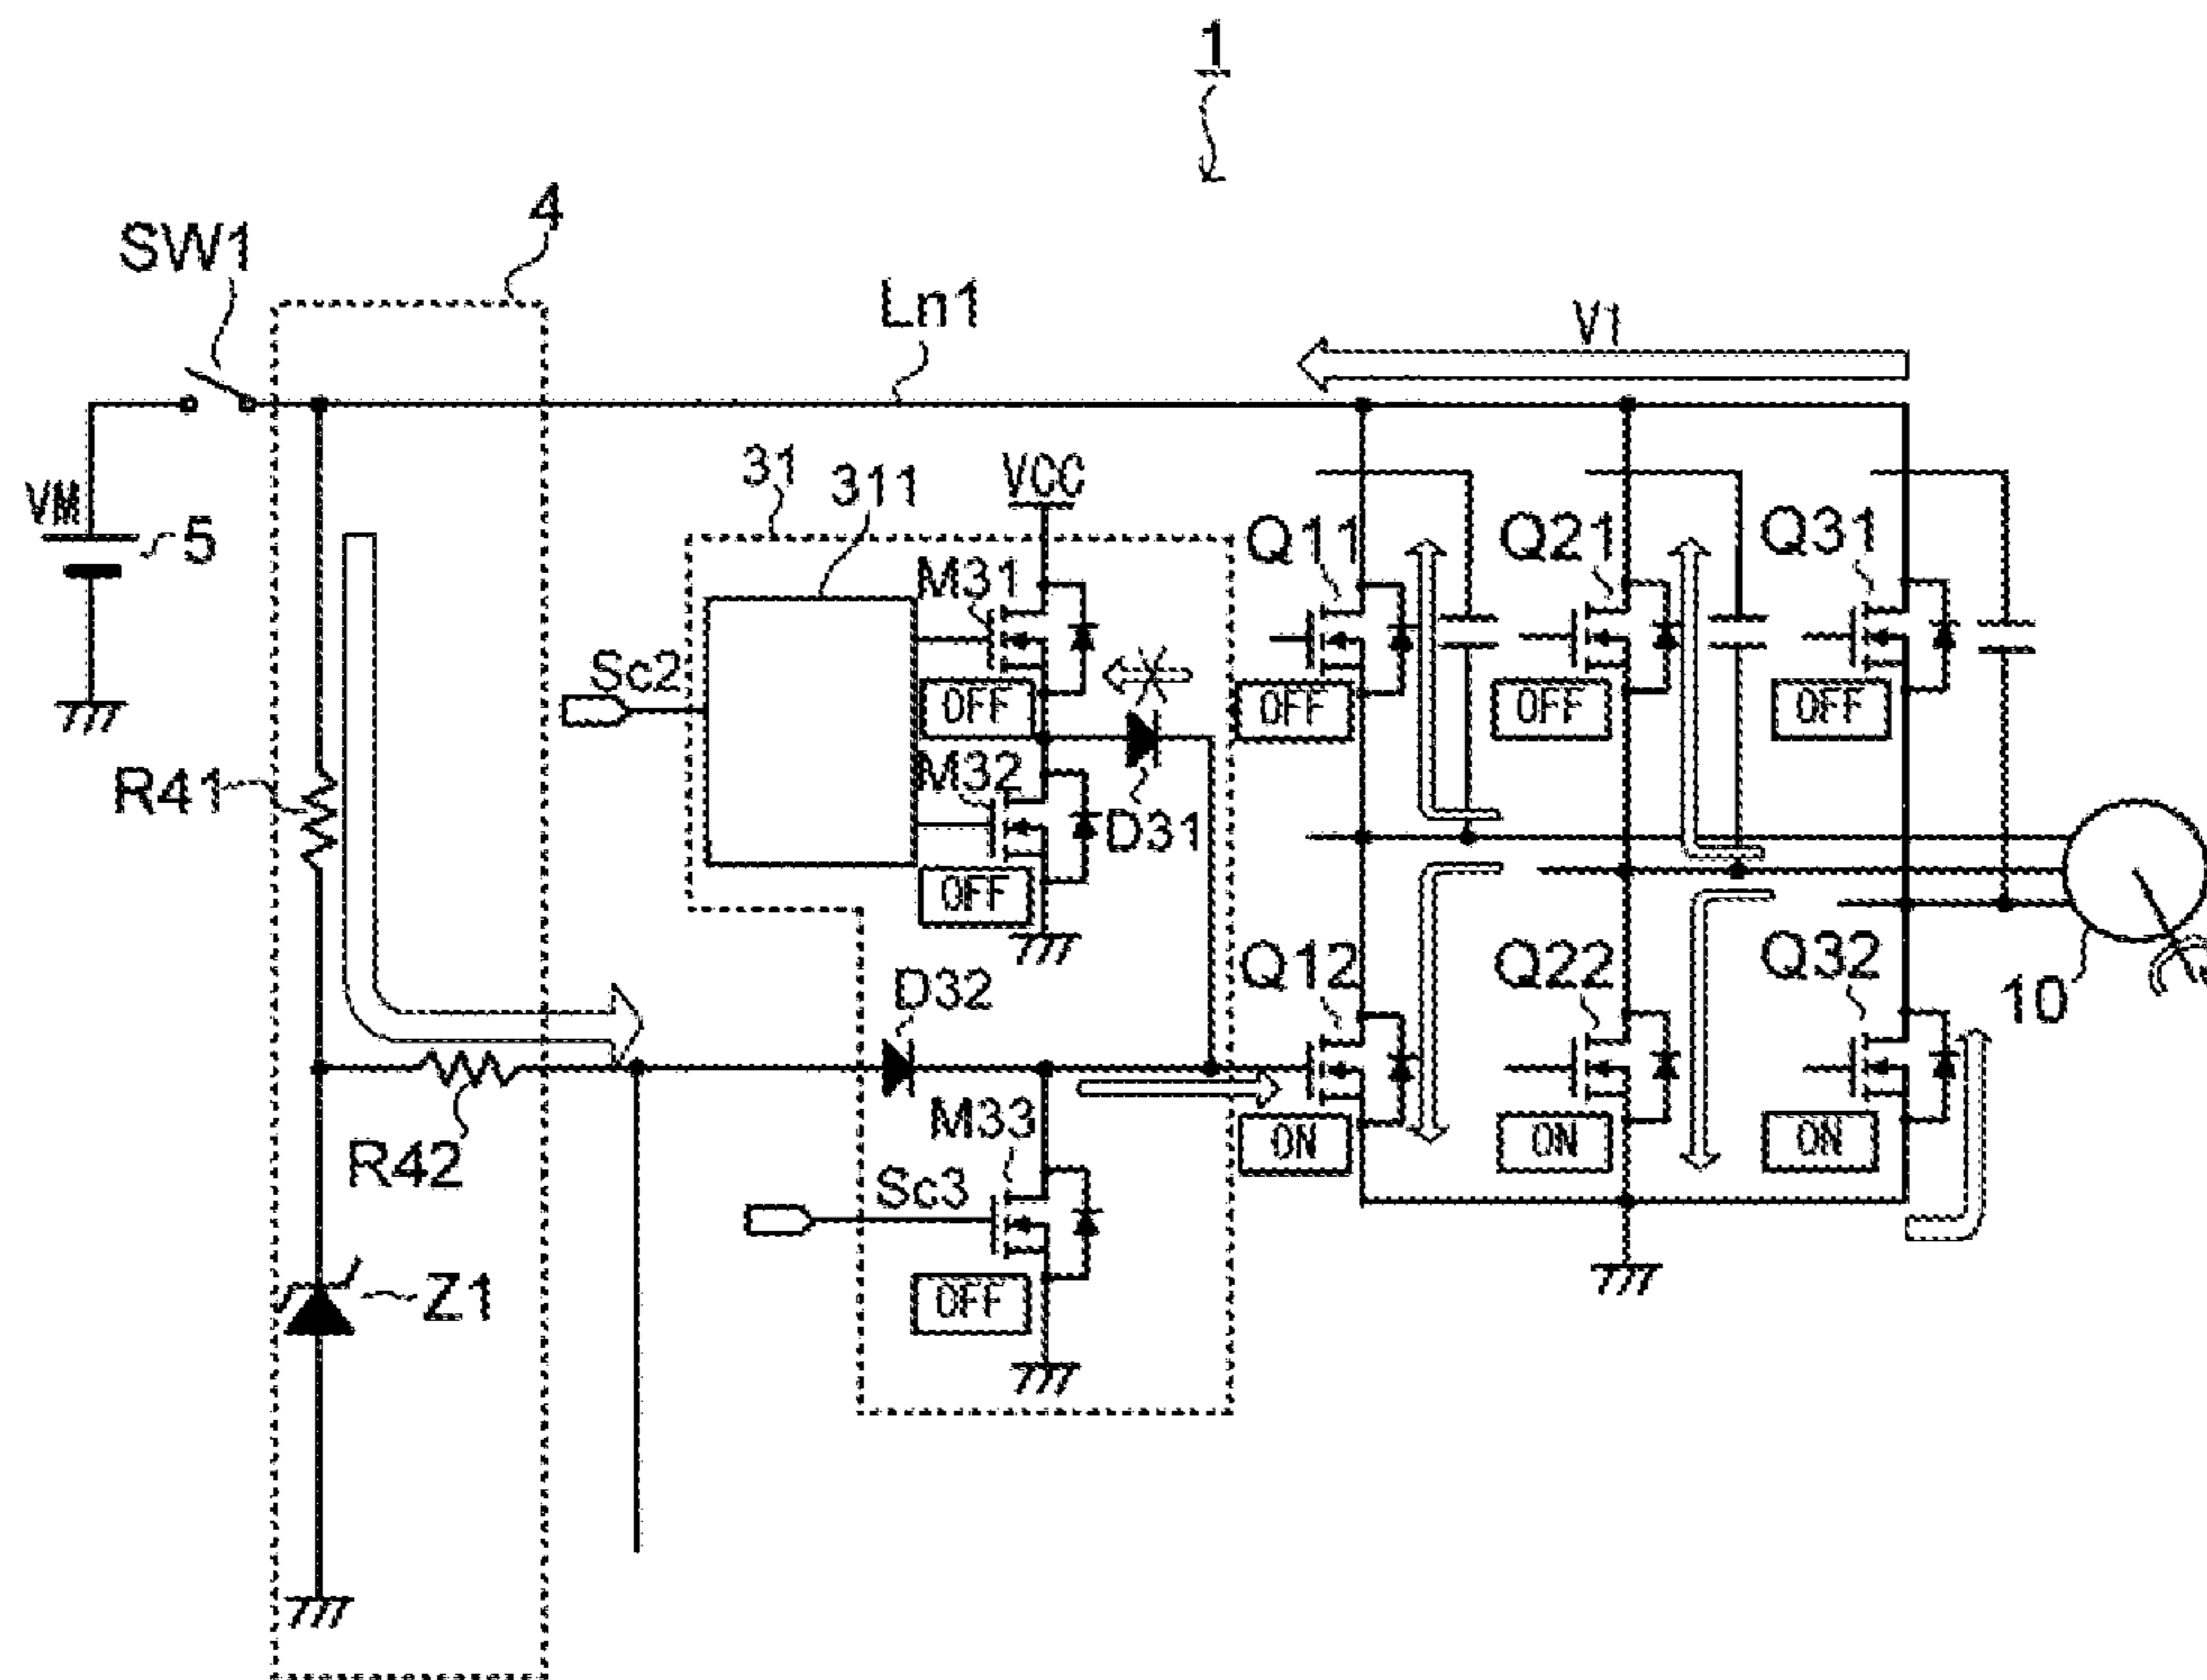 1
4
SW1
Ln1
V1
31
311
VCC
VM
5
Q11
Q21
Q31
M31
Sc2
OFF
OFF
OFF
OFF
M32
R41
D31
OFF
Q12
Q22
Q32
10
D32
M33
R42
ON
ON
ON
Sc3
Z1
OFF